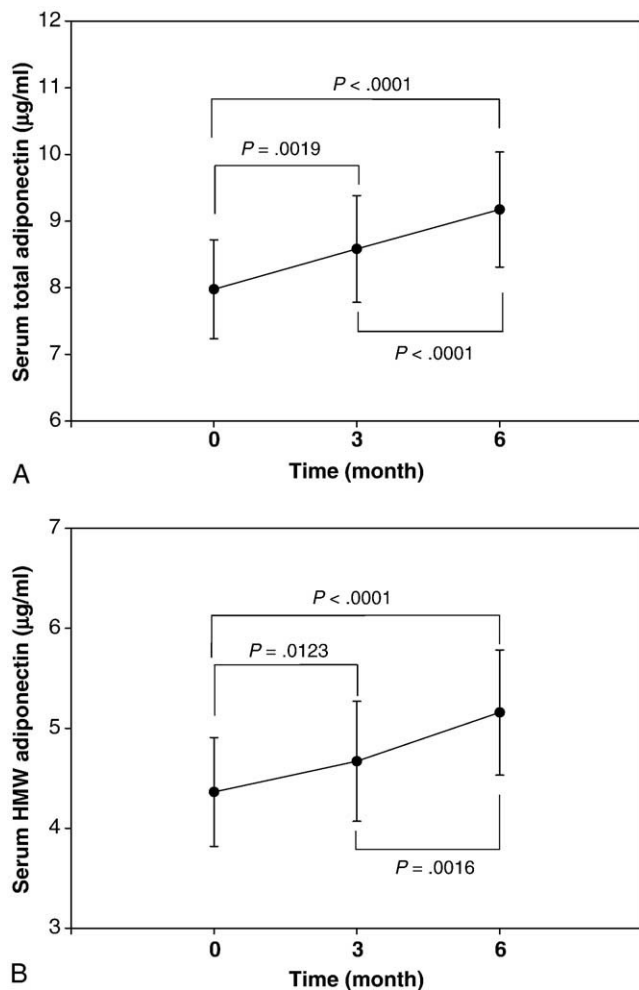 12
11
10
9
8
7
6
Serum total adiponectin (μg/ml)
P < .0001
P = .0019
P < .0001
0 3 6
Time (month)
A
7
6
5
4
3
Serum HMW adiponectin (μg/ml)
P < .0001
P = .0123
P = .0016
0 3 6
Time (month)
B